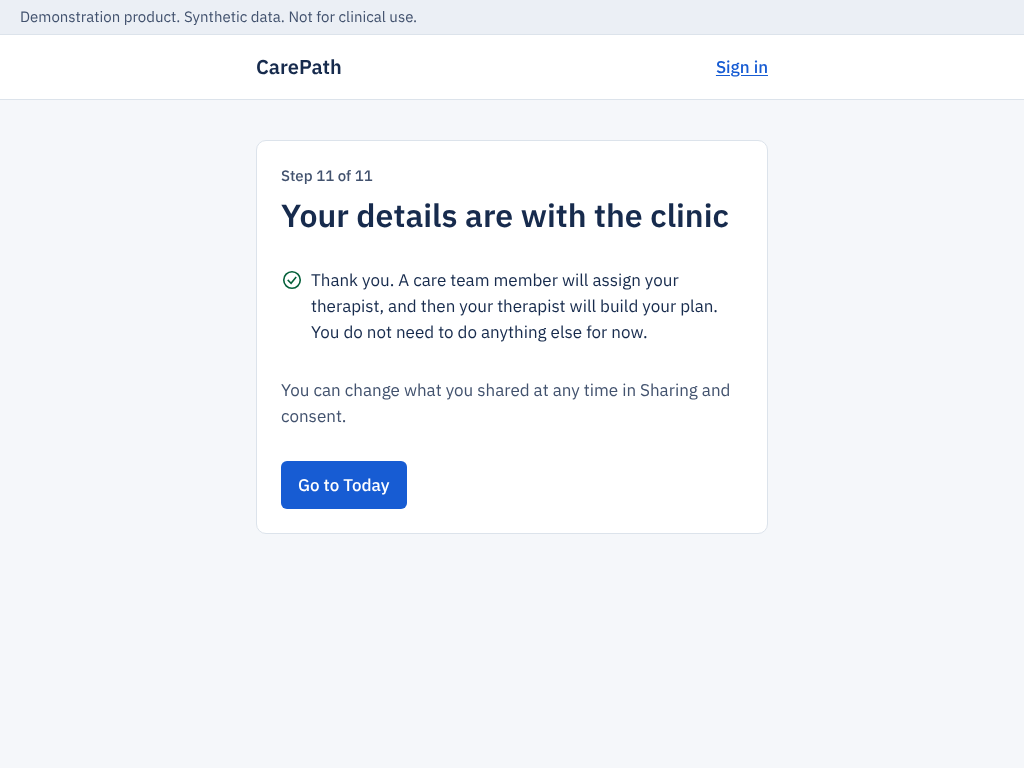 Demonstration product. Synthetic data. Not for clinical use.
CarePath
Sign in
Step 11 of 11
Your details are with the clinic
Thank you. A care team member will assign your
therapist, and then your therapist will build your plan.
You do not need to do anything else for now.
You can change what you shared at any time in Sharing and
consent.
Go to Today